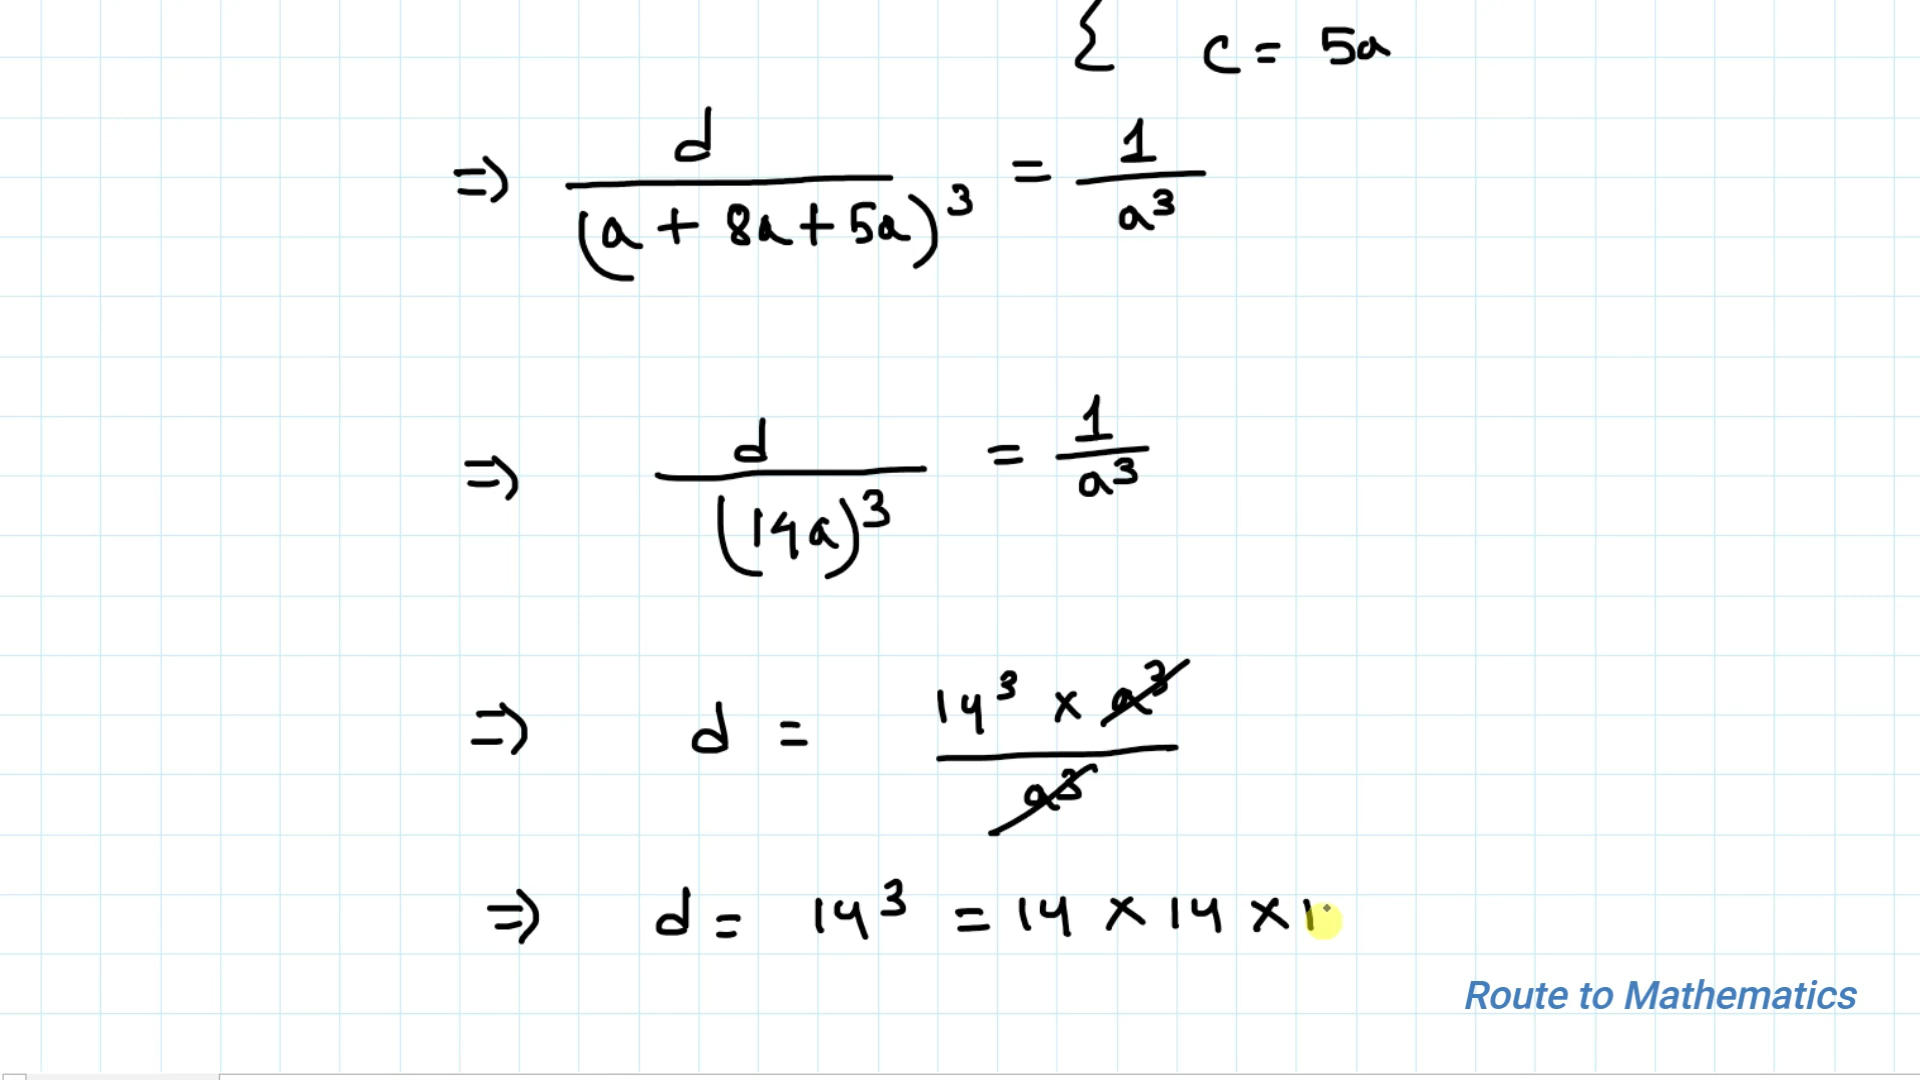 { c = 5a
⇒ d / (a + 8a + 5a)³ = 1 / a³
⇒ d / (14a)³ = 1 / a³
⇒ d = 14³ × a³ / a³
⇒ d = 14³ = 14 × 14 × 1
Route to Mathematics